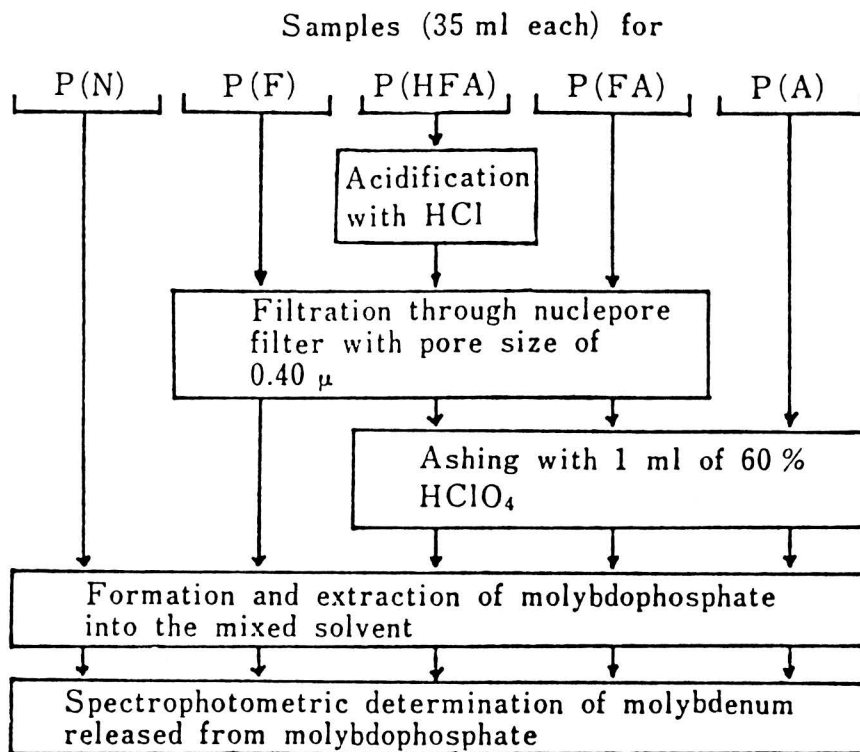 Samples (35 ml each) for
P(N) P(F) P(HFA) P(FA) P(A)
Acidification
with HCl
Filtration through nuclepore
filter with pore size of
0.40 μ
Ashing with 1 ml of 60 %
HClO₄
Formation and extraction of molybdophosphate
into the mixed solvent
Spectrophotometric determination of molybdenum
released from molybdophosphate